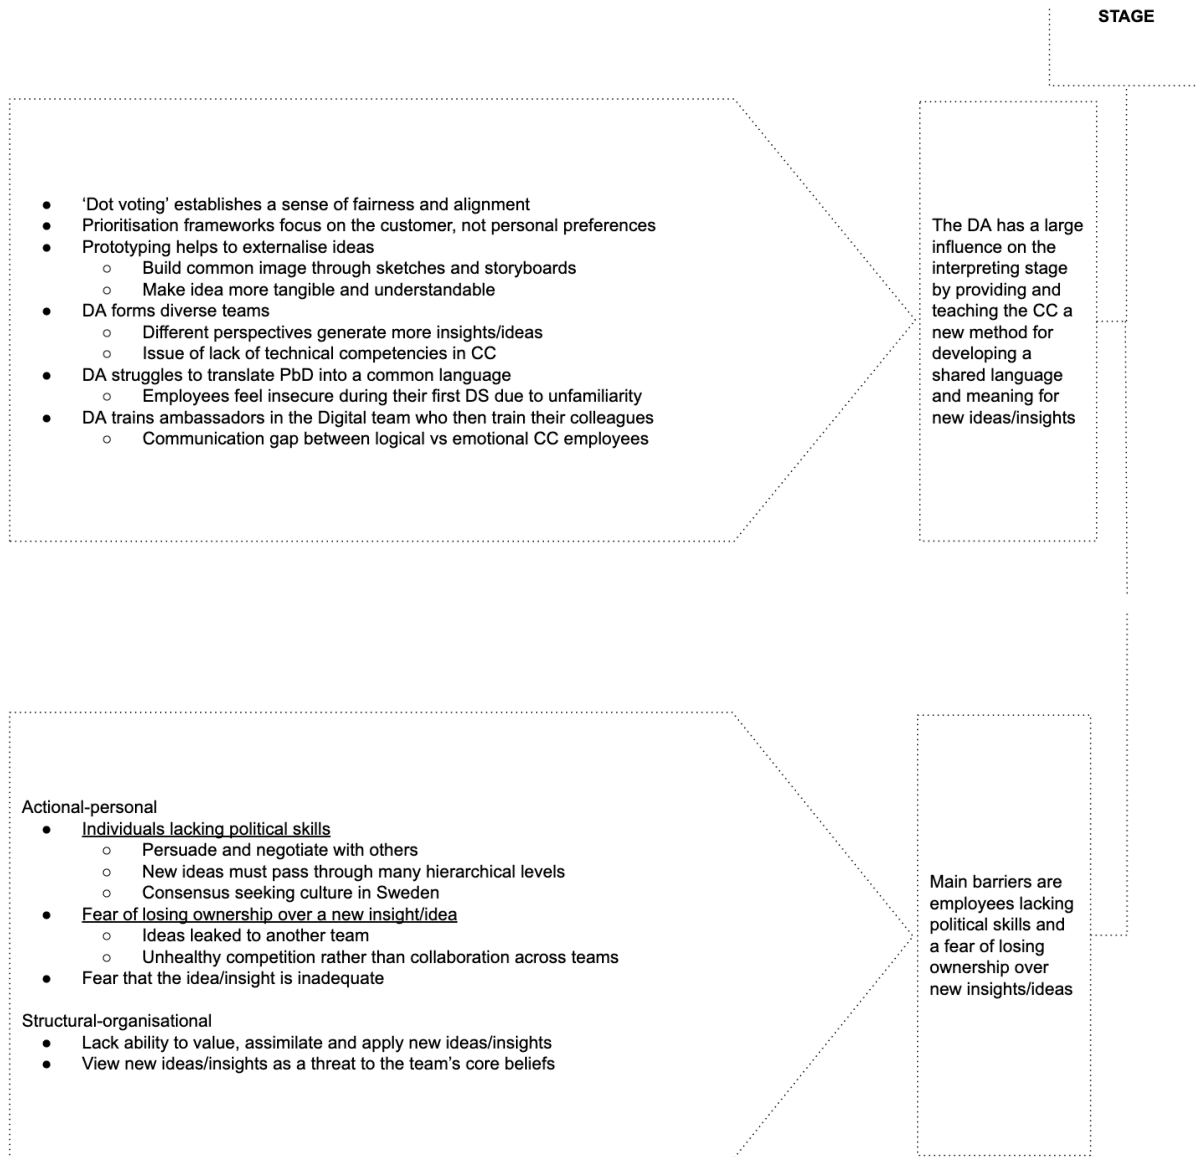 STAGE
● ‘Dot voting’ establishes a sense of fairness and alignment
● Prioritisation frameworks focus on the customer, not personal preferences
● Prototyping helps to externalise ideas
○ Build common image through sketches and storyboards
○ Make idea more tangible and understandable
● DA forms diverse teams
○ Different perspectives generate more insights/ideas
○ Issue of lack of technical competencies in CC
● DA struggles to translate PbD into a common language
○ Employees feel insecure during their first DS due to unfamiliarity
● DA trains ambassadors in the Digital team who then train their colleagues
○ Communication gap between logical vs emotional CC employees
The DA has a large
influence on the
interpreting stage
by providing and
teaching the CC a
new method for
developing a
shared language
and meaning for
new ideas/insights
Actional-personal
● Individuals lacking political skills
○ Persuade and negotiate with others
○ New ideas must pass through many hierarchical levels
○ Consensus seeking culture in Sweden
● Fear of losing ownership over a new insight/idea
○ Ideas leaked to another team
○ Unhealthy competition rather than collaboration across teams
● Fear that the idea/insight is inadequate
Structural-organisational
● Lack ability to value, assimilate and apply new ideas/insights
● View new ideas/insights as a threat to the team’s core beliefs
Main barriers are
employees lacking
political skills and
a fear of losing
ownership over
new insights/ideas